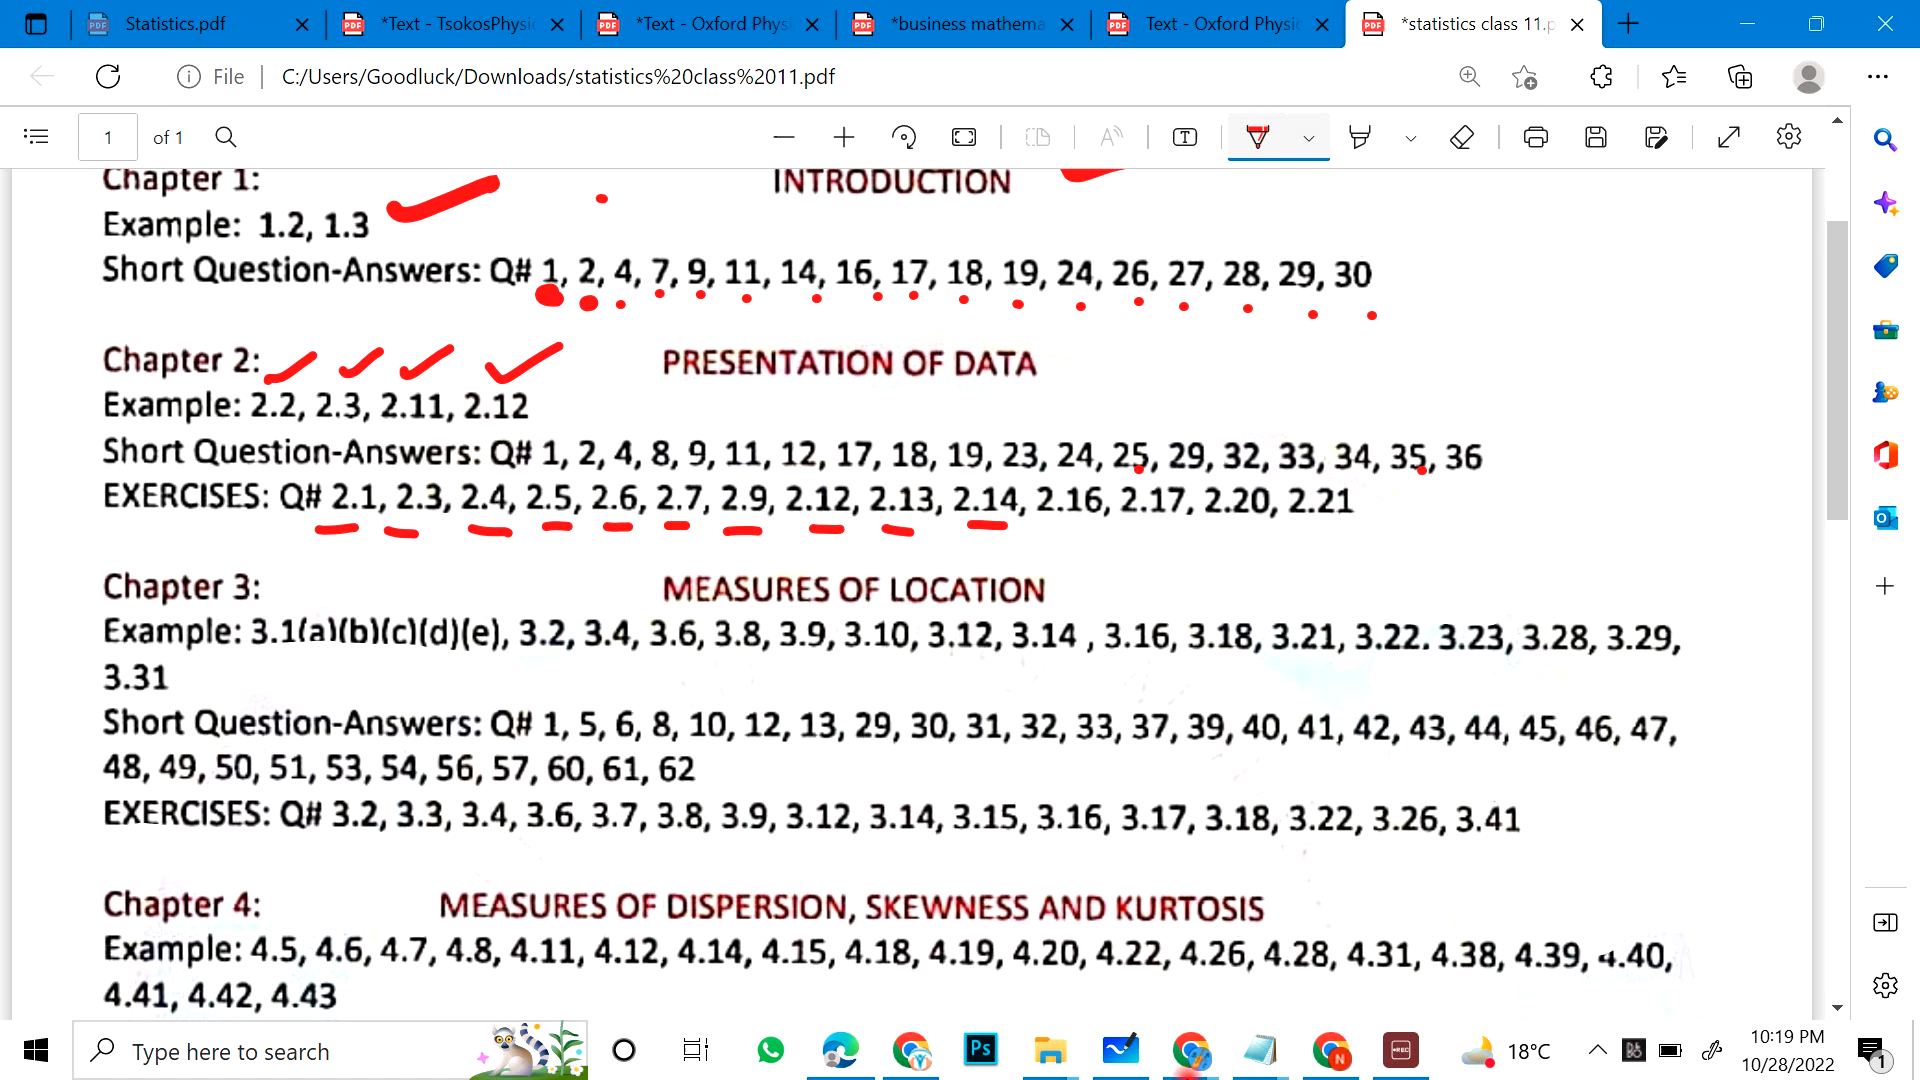 Statistics.pdf
*Text - TsokosPhysi
*Text - Oxford Phys
*business mathema
Text - Oxford Physic
*statistics class 11.p
File
C:/Users/Goodluck/Downloads/statistics%20class%2011.pdf
1 of 1
Chapter 1: INTRODUCTION
Example: 1.2, 1.3
Short Question-Answers: Q# 1, 2, 4, 7, 9, 11, 14, 16, 17, 18, 19, 24, 26, 27, 28, 29, 30
Chapter 2: PRESENTATION OF DATA
Example: 2.2, 2.3, 2.11, 2.12
Short Question-Answers: Q# 1, 2, 4, 8, 9, 11, 12, 17, 18, 19, 23, 24, 25, 29, 32, 33, 34, 35, 36
EXERCISES: Q# 2.1, 2.3, 2.4, 2.5, 2.6, 2.7, 2.9, 2.12, 2.13, 2.14, 2.16, 2.17, 2.20, 2.21
Chapter 3: MEASURES OF LOCATION
Example: 3.1(a)(b)(c)(d)(e), 3.2, 3.4, 3.6, 3.8, 3.9, 3.10, 3.12, 3.14 , 3.16, 3.18, 3.21, 3.22, 3.23, 3.28, 3.29,
3.31
Short Question-Answers: Q# 1, 5, 6, 8, 10, 12, 13, 29, 30, 31, 32, 33, 37, 39, 40, 41, 42, 43, 44, 45, 46, 47,
48, 49, 50, 51, 53, 54, 56, 57, 60, 61, 62
EXERCISES: Q# 3.2, 3.3, 3.4, 3.6, 3.7, 3.8, 3.9, 3.12, 3.14, 3.15, 3.16, 3.17, 3.18, 3.22, 3.26, 3.41
Chapter 4: MEASURES OF DISPERSION, SKEWNESS AND KURTOSIS
Example: 4.5, 4.6, 4.7, 4.8, 4.11, 4.12, 4.14, 4.15, 4.18, 4.19, 4.20, 4.22, 4.26, 4.28, 4.31, 4.38, 4.39, 4.40,
4.41, 4.42, 4.43
Type here to search
Ps
18°C
10:19 PM
10/28/2022
1